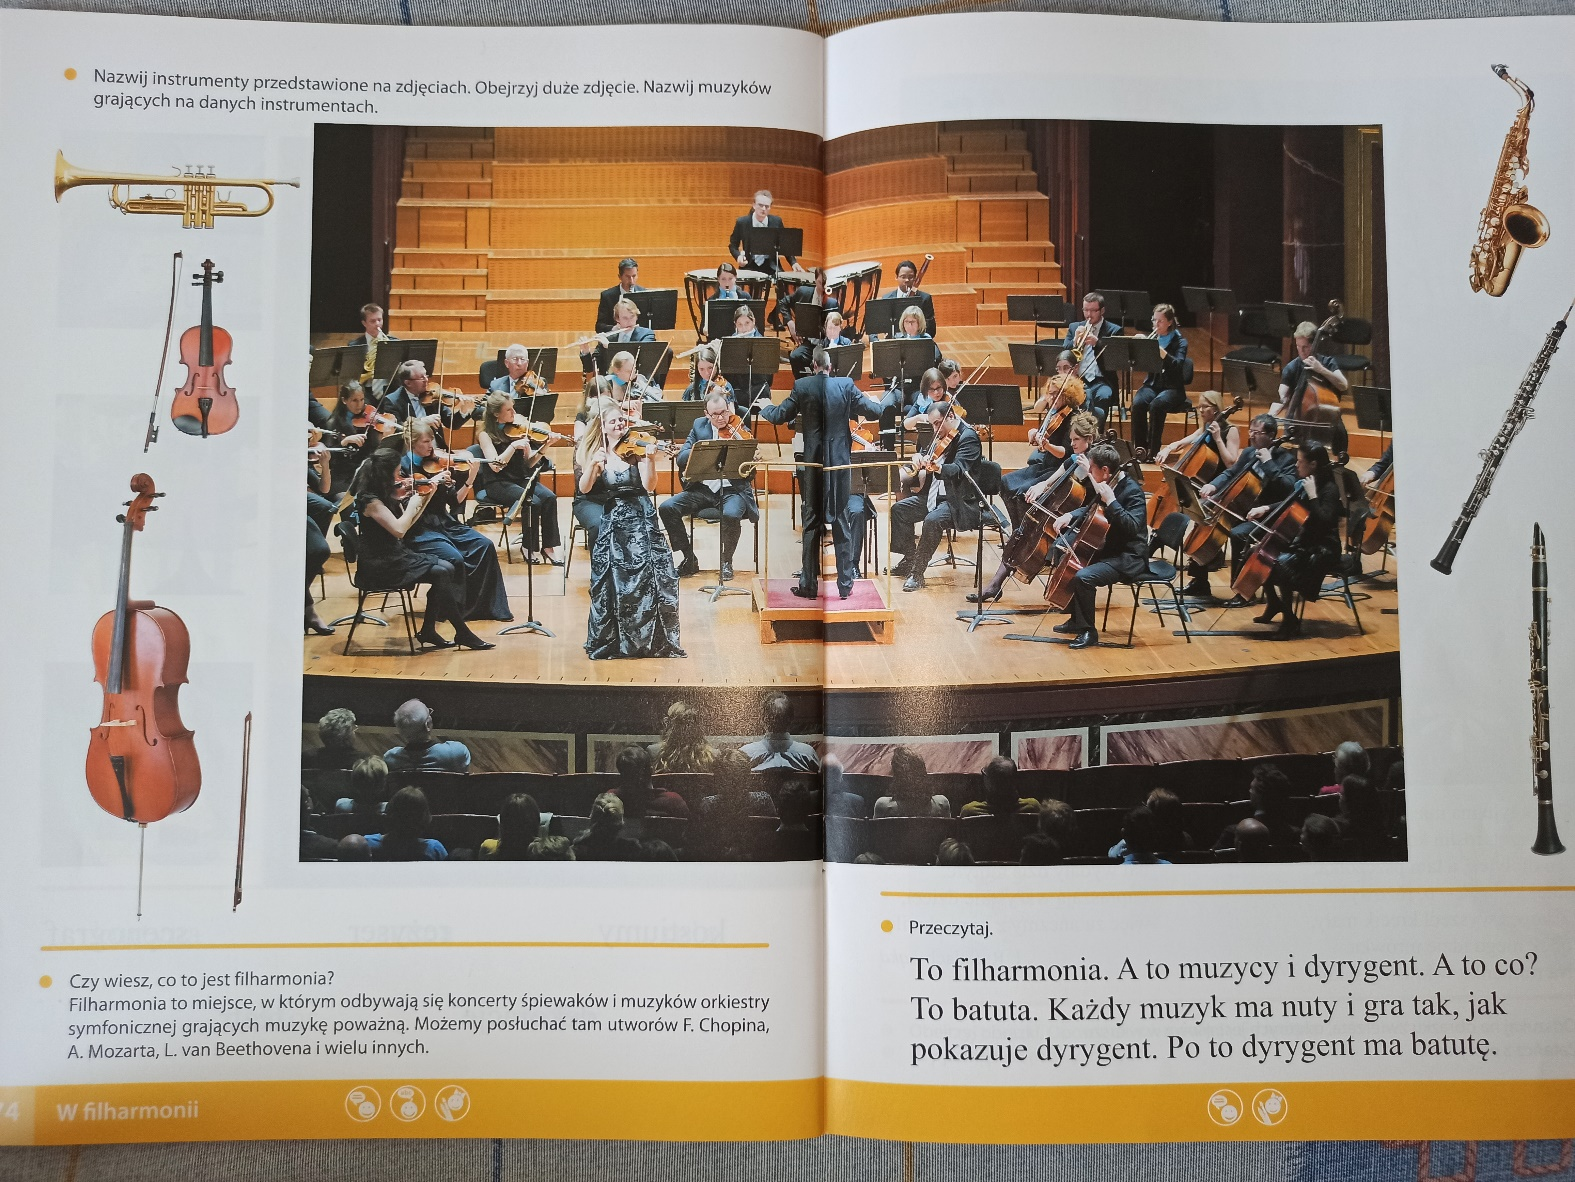 Nazwij instrumenty przedstawione na zdjęciach. Obejrzyj duże zdjęcie. Nazwij muzyków
grających na danych instrumentach.
Czy wiesz, co to jest filharmonia?
Filharmonia to miejsce, w którym odbywają się koncerty śpiewaków i muzyków orkiestry
symfonicznej grających muzykę poważną. Możemy posłuchać tam utworów F. Chopina,
A. Mozarta, L. van Beethovena i wielu innych.
74 W filharmonii
Przeczytaj.
To filharmonia. A to muzycy i dyrygent. A to co?
To batuta. Każdy muzyk ma nuty i gra tak, jak
pokazuje dyrygent. Po to dyrygent ma batutę.